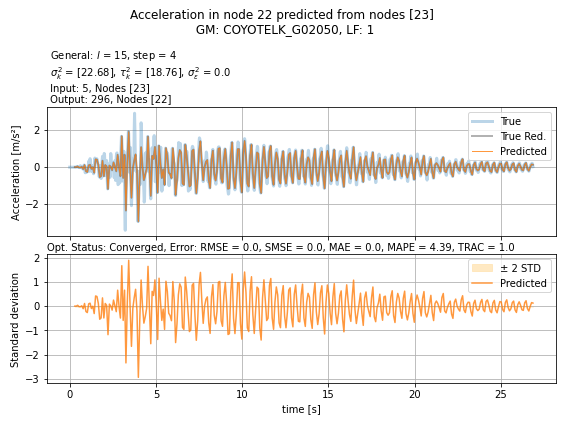 Acceleration in node 22 predicted from nodes [23]
GM: COYOTELK_G02050, LF: 1
General: l = 15, step = 4
σ²ₖ = [22.68], τ²ₖ = [18.76], σ²ε = 0.0
Input: 5, Nodes [23]
Output: 296, Nodes [22]
Acceleration [m/s²]
2
0
−2
True
True Red.
Predicted
Opt. Status: Converged, Error: RMSE = 0.0, SMSE = 0.0, MAE = 0.0, MAPE = 4.39, TRAC = 1.0
Standard deviation
2
1
0
−1
−2
−3
± 2 STD
Predicted
0 5 10 15 20 25
time [s]